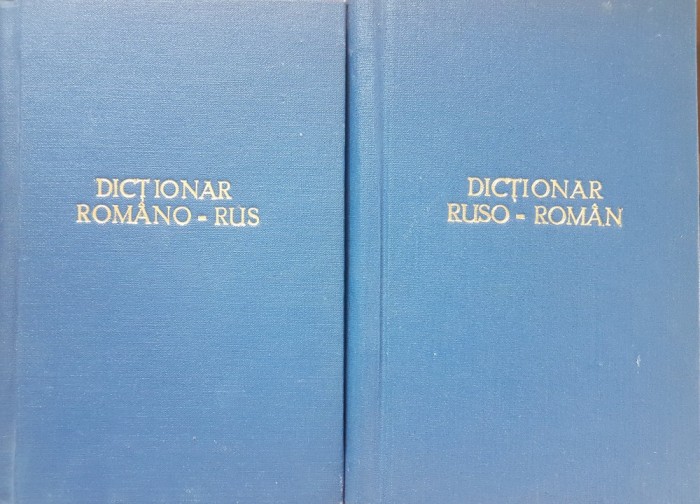 DICȚIONAR
ROMÂNO - RUS
DICȚIONAR
RUSO - ROMÂN